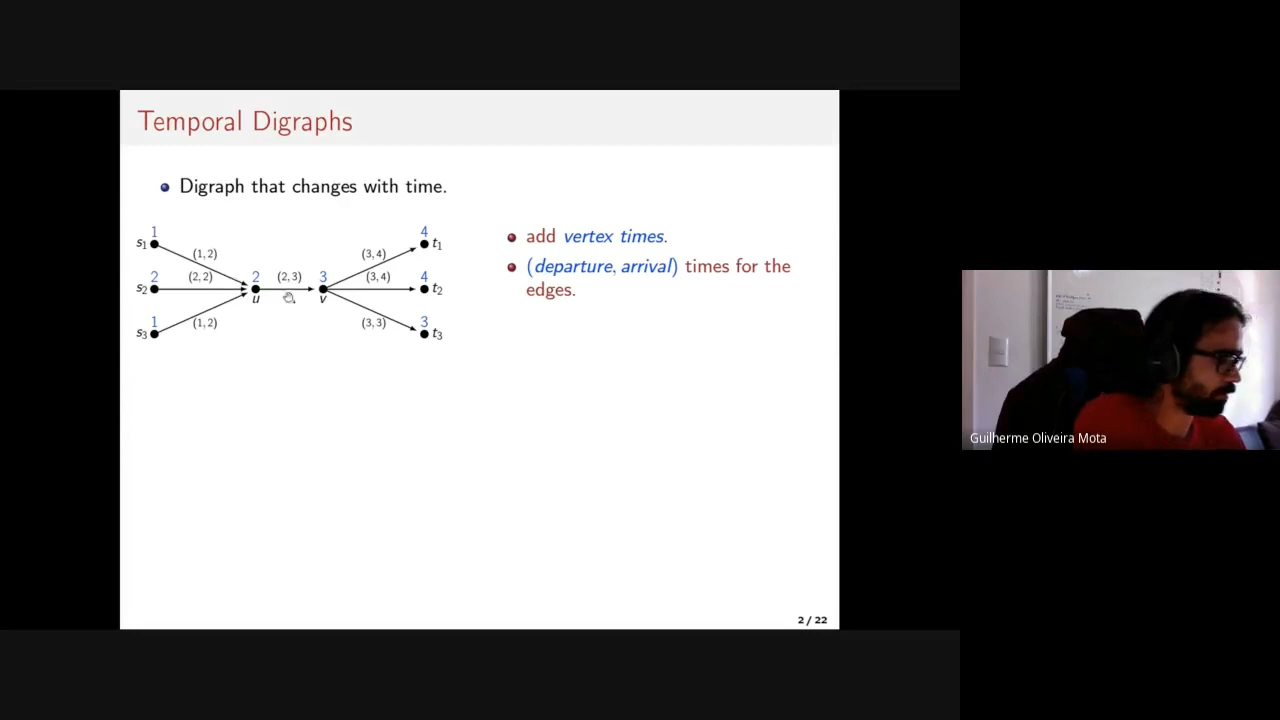 Temporal Digraphs
Digraph that changes with time.
1
s1
(1, 2)
2
s2
(2, 2)
1
s3
(1, 2)
2
u
(2, 3)
3
v
(3, 4)
4
t1
(3, 4)
4
t2
(3, 3)
3
t3
add vertex times.
(departure, arrival) times for the
edges.
2 / 22
Guilherme Oliveira Mota